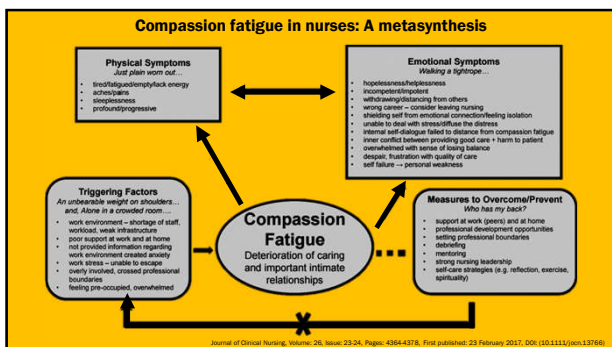 Compassion fatigue in nurses: A metasynthesis
Physical Symptoms
Just plain worn out…
• tired/fatigued/empty/lack energy
• aches/pains
• sleeplessness
• profound/progressive
Emotional Symptoms
Walking a tightrope…
• hopelessness/helplessness
• incompetent/impotent
• withdrawing/distancing from others
• wrong career – consider leaving nursing
• shielding self from emotional connection/feeling isolation
• unable to deal with stress/diffuse the distress
• internal self-dialogue failed to distance from compassion fatigue
• inner conflict between providing good care + harm to patient
• overwhelmed with sense of losing balance
• despair, frustration with quality of care
• self failure → personal weakness
Triggering Factors
An unbearable weight on shoulders…
and, Alone in a crowded room….
• work environment – shortage of staff,
workload, weak infrastructure
• poor support at work and at home
• not provided information regarding
work environment created anxiety
• work stress – unable to escape
• overly involved, crossed professional
boundaries
• feeling pre-occupied, overwhelmed
Compassion
Fatigue
Deterioration of caring
and important intimate
relationships
Measures to Overcome/Prevent
Who has my back?
• support at work (peers) and at home
• professional development opportunities
• setting professional boundaries
• debriefing
• mentoring
• strong nursing leadership
• self-care strategies (e.g. reflection, exercise,
spirituality)
Journal of Clinical Nursing, Volume: 26, Issue: 23-24, Pages: 4364-4378, First published: 23 February 2017, DOI: (10.1111/jocn.13766)